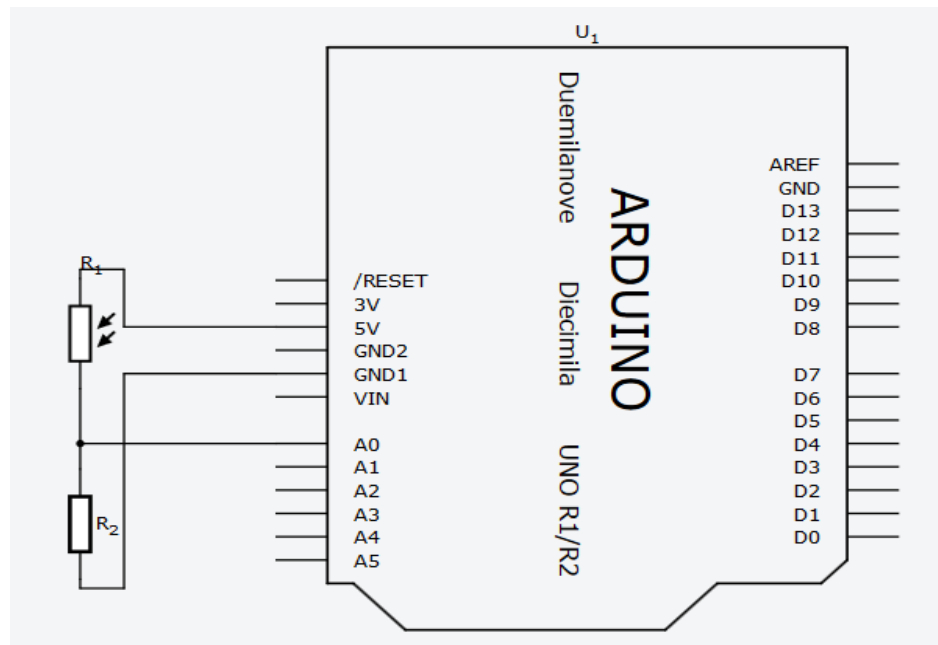 U1
Duemilanove
Diecimila
UNO R1/R2
ARDUINO
R1
R2
/RESET
3V
5V
GND2
GND1
VIN
A0
A1
A2
A3
A4
A5
AREF
GND
D13
D12
D11
D10
D9
D8
D7
D6
D5
D4
D3
D2
D1
D0